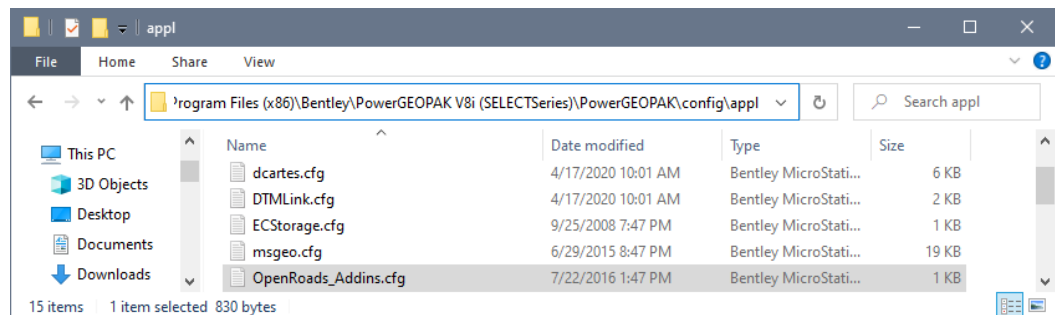 appl
File Home Share View
Program Files (x86)\Bentley\PowerGEOPAK V8i (SELECTSeries)\PowerGEOPAK\config\appl Search appl
This PC
3D Objects
Desktop
Documents
Downloads
Name Date modified Type Size
dcartes.cfg 4/17/2020 10:01 AM Bentley MicroStati... 6 KB
DTMLink.cfg 4/17/2020 10:01 AM Bentley MicroStati... 2 KB
ECStorage.cfg 9/25/2008 7:47 PM Bentley MicroStati... 1 KB
msgeo.cfg 6/29/2015 8:47 PM Bentley MicroStati... 19 KB
OpenRoads_Addins.cfg 7/22/2016 1:47 PM Bentley MicroStati... 1 KB
15 items 1 item selected 830 bytes